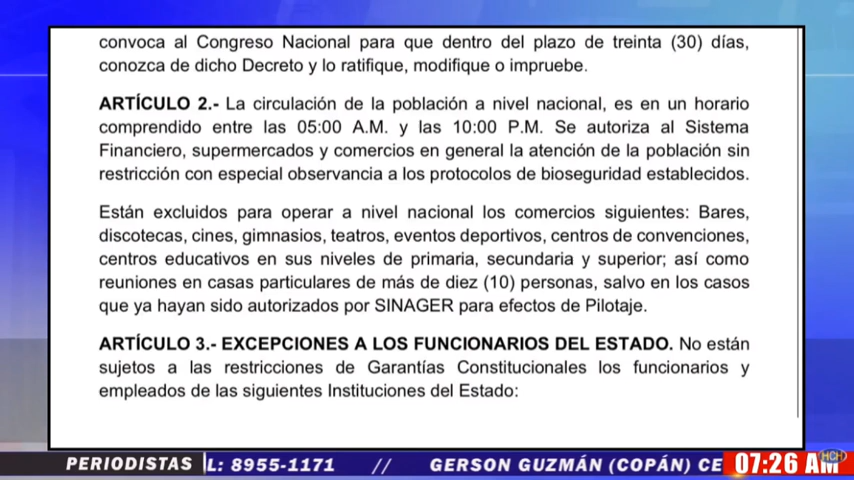 convoca al Congreso Nacional para que dentro del plazo de treinta (30) días,
conozca de dicho Decreto y lo ratifique, modifique o impruebe.
ARTÍCULO 2.- La circulación de la población a nivel nacional, es en un horario
comprendido entre las 05:00 A.M. y las 10:00 P.M. Se autoriza al Sistema
Financiero, supermercados y comercios en general la atención de la población sin
restricción con especial observancia a los protocolos de bioseguridad establecidos.
Están excluidos para operar a nivel nacional los comercios siguientes: Bares,
discotecas, cines, gimnasios, teatros, eventos deportivos, centros de convenciones,
centros educativos en sus niveles de primaria, secundaria y superior; así como
reuniones en casas particulares de más de diez (10) personas, salvo en los casos
que ya hayan sido autorizados por SINAGER para efectos de Pilotaje.
ARTÍCULO 3.- EXCEPCIONES A LOS FUNCIONARIOS DEL ESTADO. No están
sujetos a las restricciones de Garantías Constitucionales los funcionarios y
empleados de las siguientes Instituciones del Estado:
PERIODISTAS L: 8955-1171 // GERSON GUZMÁN (COPÁN) CE 07:26 AM HCH